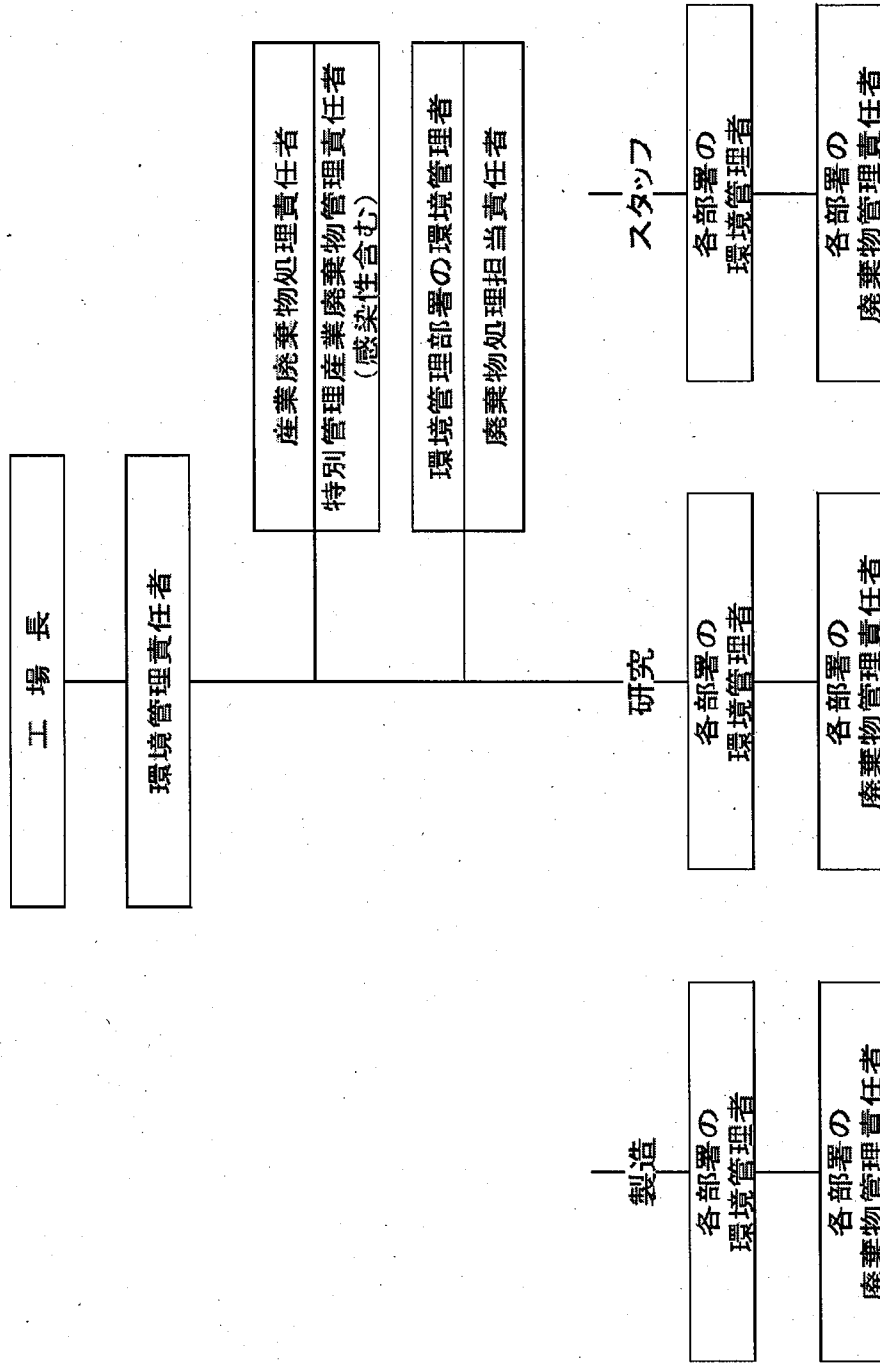 工場長
環境管理責任者
産業廃棄物処理責任者
特別管理産業廃棄物管理責任者
(感染性含む)
環境管理部署の環境管理者
廃棄物処理担当責任者
製造
研究
スタッフ
各部署の
環境管理者
各部署の
環境管理者
各部署の
環境管理者
各部署の
廃棄物管理責任者
各部署の
廃棄物管理責任者
各部署の
廃棄物管理責任者